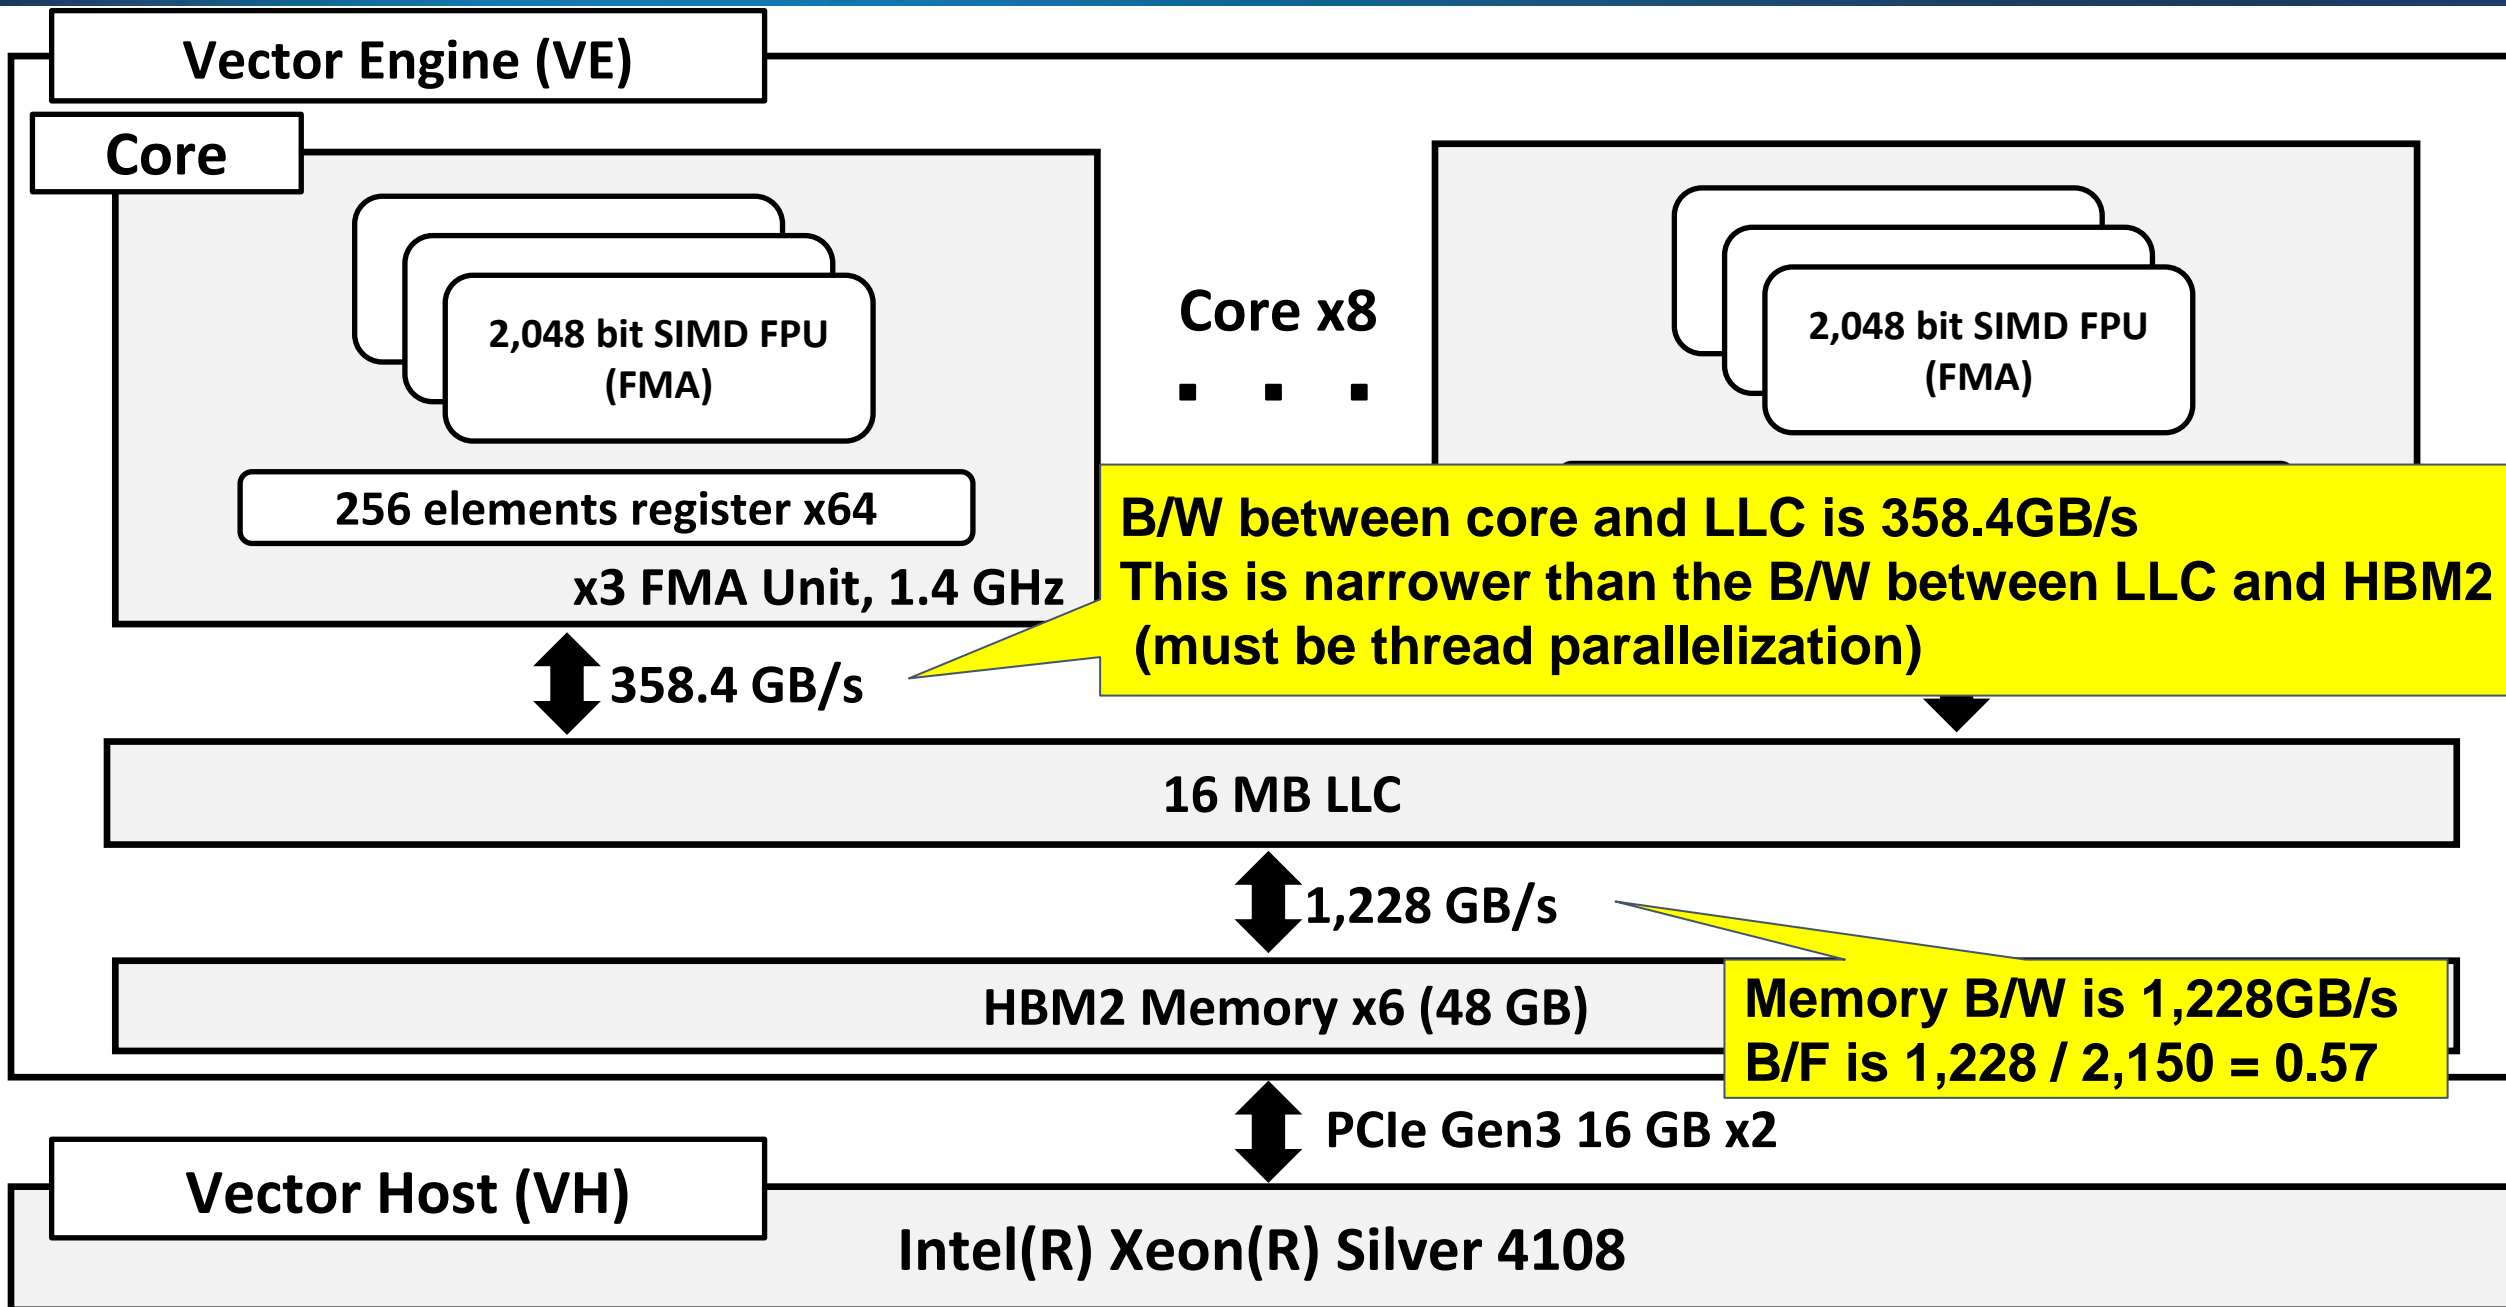 Vector Engine (VE)
Core
2,048 bit SIMD FPU
(FMA)
256 elements register x64
x3 FMA Unit, 1.4 GHz
Core x8
. . .
2,048 bit SIMD FPU
(FMA)
B/W between core and LLC is 358.4GB/s
This is narrower than the B/W between LLC and HBM2
(must be thread parallelization)
358.4 GB/s
16 MB LLC
1,228 GB/s
HBM2 Memory x6 (48 GB)
Memory B/W is 1,228GB/s
B/F is 1,228 / 2,150 = 0.57
PCIe Gen3 16 GB x2
Vector Host (VH)
Intel(R) Xeon(R) Silver 4108